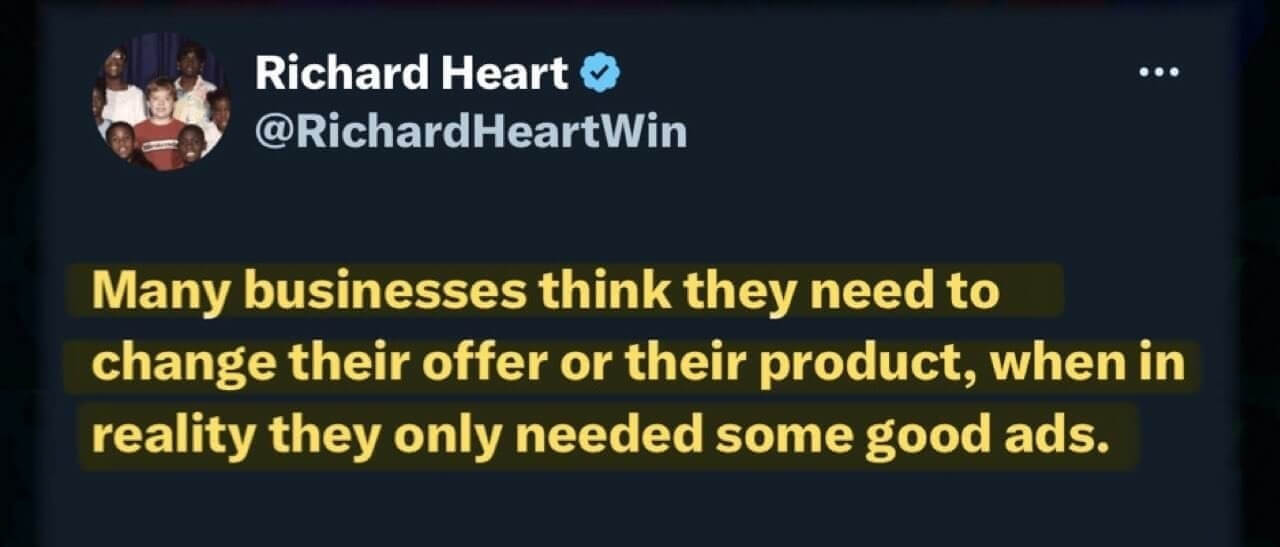 Richard Heart
@RichardHeartWin
Many businesses think they need to
change their offer or their product, when in
reality they only needed some good ads.